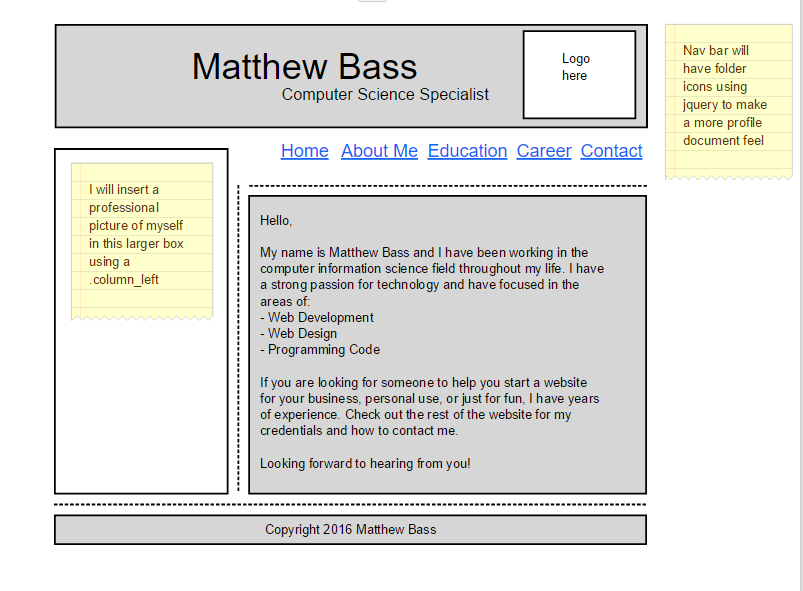 Matthew Bass
Computer Science Specialist
Logo
here
Nav bar will
have folder
icons using
jquery to make
a more profile
document feel
Home About Me Education Career Contact
I will insert a
professional
picture of myself
in this larger box
using a
.column_left
Hello,
My name is Matthew Bass and I have been working in the
computer information science field throughout my life. I have
a strong passion for technology and have focused in the
areas of:
- Web Development
- Web Design
- Programming Code
If you are looking for someone to help you start a website
for your business, personal use, or just for fun, I have years
of experience. Check out the rest of the website for my
credentials and how to contact me.
Looking forward to hearing from you!
Copyright 2016 Matthew Bass